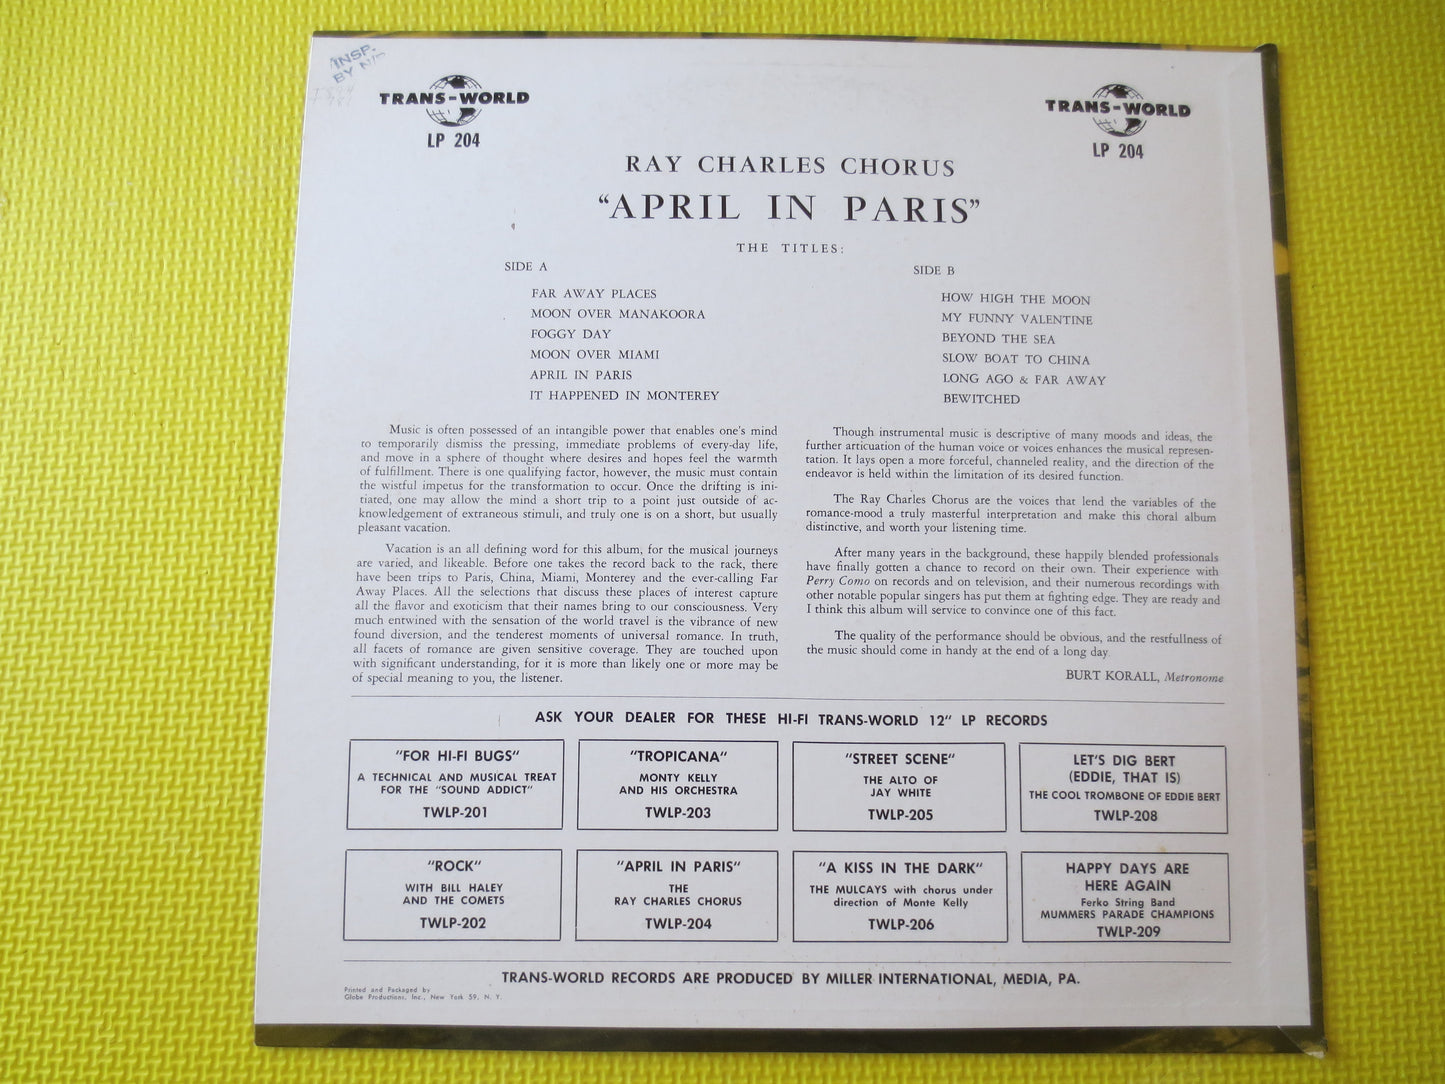 INSP.
BY
TRANS-WORLD
LP 204
TRANS-WORLD
LP 204
RAY CHARLES CHORUS
"APRIL IN PARIS"
THE TITLES:
SIDE A
FAR AWAY PLACES
MOON OVER MANAKOORA
FOGGY DAY
MOON OVER MIAMI
APRIL IN PARIS
IT HAPPENED IN MONTEREY
SIDE B
HOW HIGH THE MOON
MY FUNNY VALENTINE
BEYOND THE SEA
SLOW BOAT TO CHINA
LONG AGO & FAR AWAY
BEWITCHED
Music is often possessed of an intangible power that enables one's mind
to temporarily dismiss the pressing, immediate problems of every-day life,
and move in a sphere of thought where desires and hopes feel the warmth
of fulfillment. There is one qualifying factor, however, the music must contain
the wistful impetus for the transformation to occur. Once the drifting is ini-
tiated, one may allow the mind a short trip to a point just outside of ac-
knowledgement of extraneous stimuli, and truly one is on a short, but usually
pleasant vacation.
Vacation is an all defining word for this album, for the musical journeys
are varied, and likeable. Before one takes the record back to the rack, there
have been trips to Paris, China, Miami, Monterey and the ever-calling Far
Away Places. All the selections that discuss these places of interest capture
all the flavor and exoticism that their names bring to our consciousness. Very
much entwined with the sensation of the world travel is the vibrance of new
found diversion, and the tenderest moments of universal romance. In truth,
all facets of romance are given sensitive coverage. They are touched upon
with significant understanding, for it is more than likely one or more may be
of special meaning to you, the listener.
Though instrumental music is descriptive of many moods and ideas, the
further articuation of the human voice or voices enhances the musical represen-
tation. It lays open a more forceful, channeled reality, and the direction of the
endeavor is held within the limitation of its desired function.
The Ray Charles Chorus are the voices that lend the variables of the
romance-mood a truly masterful interpretation and make this choral album
distinctive, and worth your listening time.
After many years in the background, these happily blended professionals
have finally gotten a chance to record on their own. Their experience with
Perry Como on records and on television, and their numerous recordings with
other notable popular singers has put them at fighting edge. They are ready and
I think this album will service to convince one of this fact.
The quality of the performance should be obvious, and the restfullness of
the music should come in handy at the end of a long day
BURT KORALL, Metronome
ASK YOUR DEALER FOR THESE HI-FI TRANS-WORLD 12" LP RECORDS
"FOR HI-FI BUGS"
A TECHNICAL AND MUSICAL TREAT
FOR THE "SOUND ADDICT"
TWLP-201
"TROPICANA"
MONTY KELLY
AND HIS ORCHESTRA
TWLP-203
"STREET SCENE"
THE ALTO OF
JAY WHITE
TWLP-205
LET'S DIG BERT
(EDDIE, THAT IS)
THE COOL TROMBONE OF EDDIE BERT
TWLP-208
"ROCK"
WITH BILL HALEY
AND THE COMETS
TWLP-202
"APRIL IN PARIS"
THE
RAY CHARLES CHORUS
TWLP-204
"A KISS IN THE DARK"
THE MULCAYS with chorus under
direction of Monte Kelly
TWLP-206
HAPPY DAYS ARE
HERE AGAIN
Ferko String Band
MUMMERS PARADE CHAMPIONS
TWLP-209
TRANS-WORLD RECORDS ARE PRODUCED BY MILLER INTERNATIONAL, MEDIA, PA.
Printed and Packaged by
Globe Productions, Inc., New York 59, N. Y.